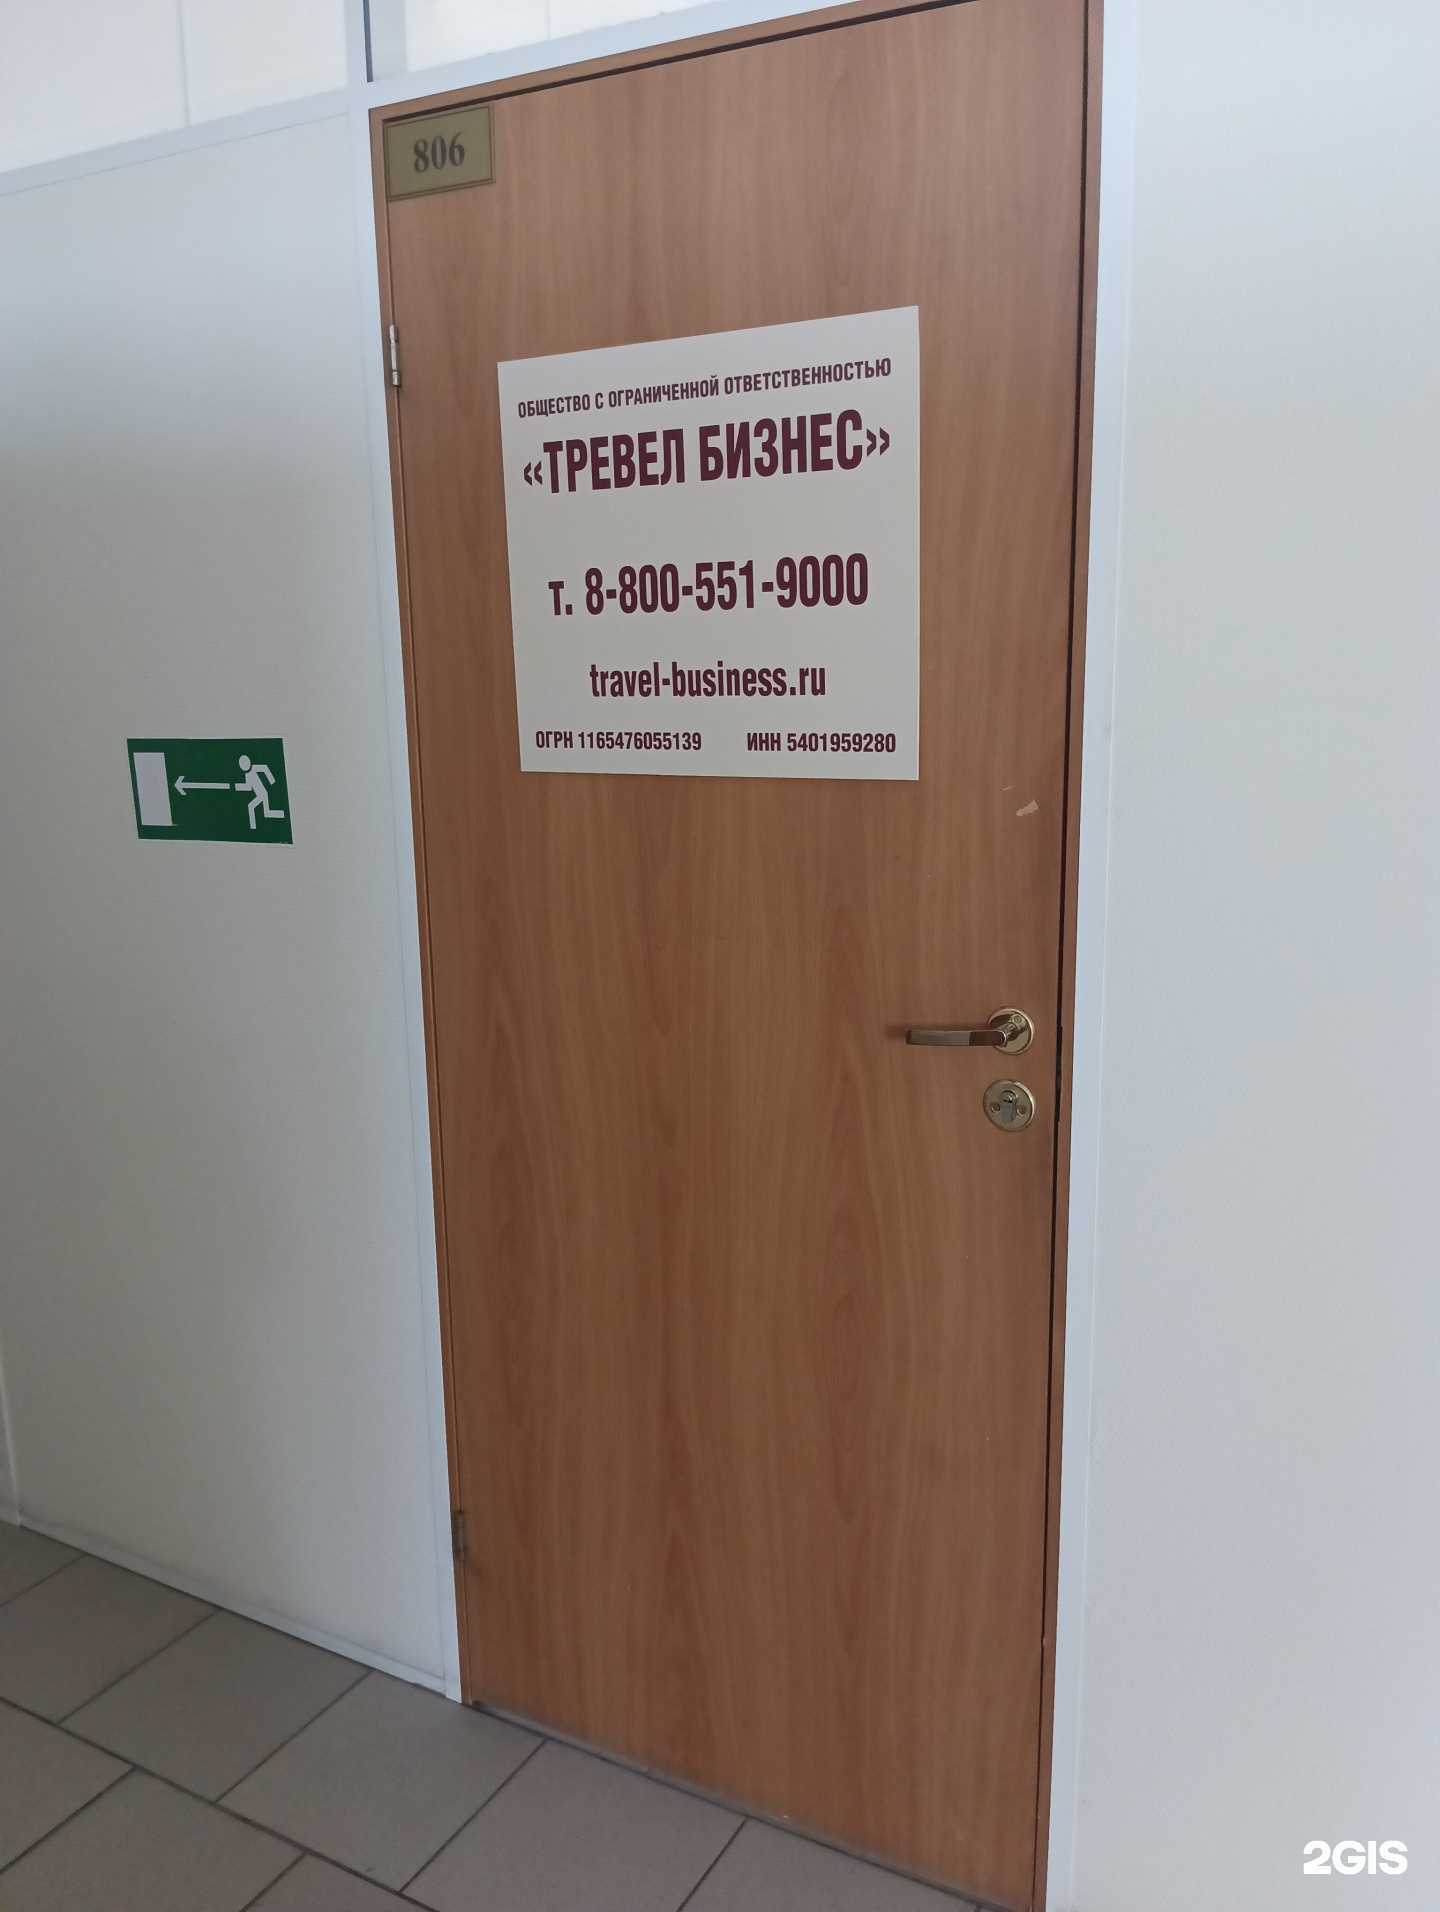 806
ОБЩЕСТВО С ОГРАНИЧЕННОЙ ОТВЕТСТВЕННОСТЬЮ
«ТРЕВЕЛ БИЗНЕС»
т. 8-800-551-9000
travel-business.ru
ОГРН 1165476055139 ИНН 5401959280
2GIS